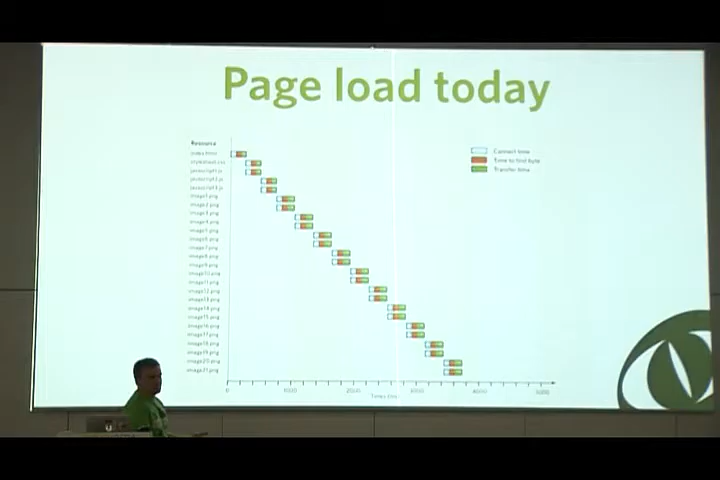 Page load today
Resource
index.html
stylesheet.css
javascript1.js
javascript2.js
javascript3.js
image1.png
image2.png
image3.png
image4.png
image5.png
image6.png
image7.png
image8.png
image9.png
image10.png
image11.png
image12.png
image13.png
image14.png
image15.png
image16.png
image17.png
image18.png
image19.png
image20.png
image21.png
Connect time
Time to first byte
Transfer time
0